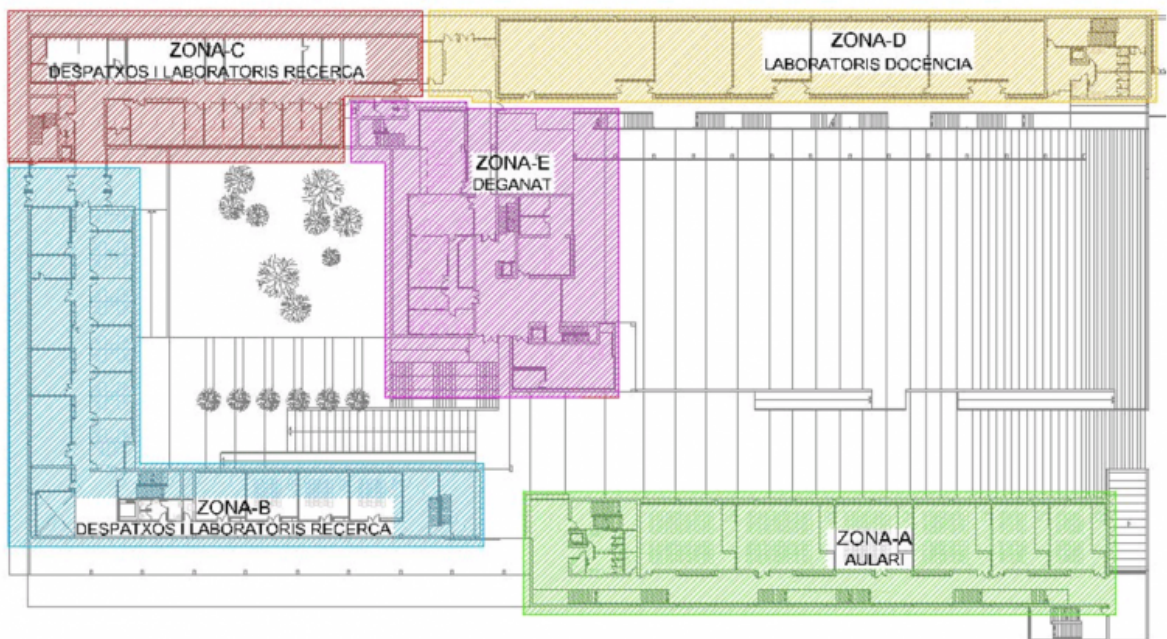 ZONA-C
DESPATXOS I LABORATORIS RECERCA
ZONA-D
LABORATORIS DOCÈNCIA
ZONA-E
DEGANAT
ZONA-B
DESPATXOS I LABORATORIS RECERCA
ZONA-A
AULARI